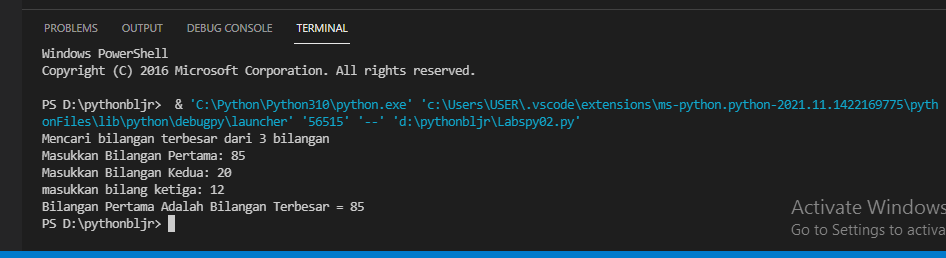 PROBLEMS OUTPUT DEBUG CONSOLE TERMINAL
Windows PowerShell
Copyright (C) 2016 Microsoft Corporation. All rights reserved.
PS D:\pythonbljr>  & 'C:\Python\Python310\python.exe' 'c:\Users\USER\.vscode\extensions\ms-python.python-2021.11.1422169775\pyth
onFiles\lib\python\debugpy\launcher' '56515' '--' 'd:\pythonbljr\Labspy02.py'
Mencari bilangan terbesar dari 3 bilangan
Masukkan Bilangan Pertama: 85
Masukkan Bilangan Kedua: 20
masukkan bilang ketiga: 12
Bilangan Pertama Adalah Bilangan Terbesar = 85
PS D:\pythonbljr>
Activate Windows
Go to Settings to activa